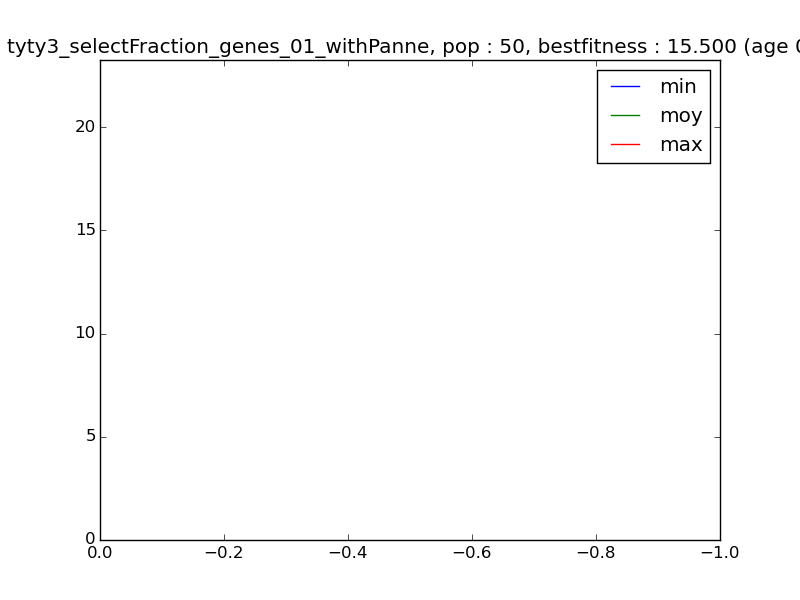 tyty3_selectFraction_genes_01_withPanne, pop : 50, bestfitness : 15.500 (age 0
min
moy
max
20
15
10
5
0
0.0 −0.2 −0.4 −0.6 −0.8 −1.0